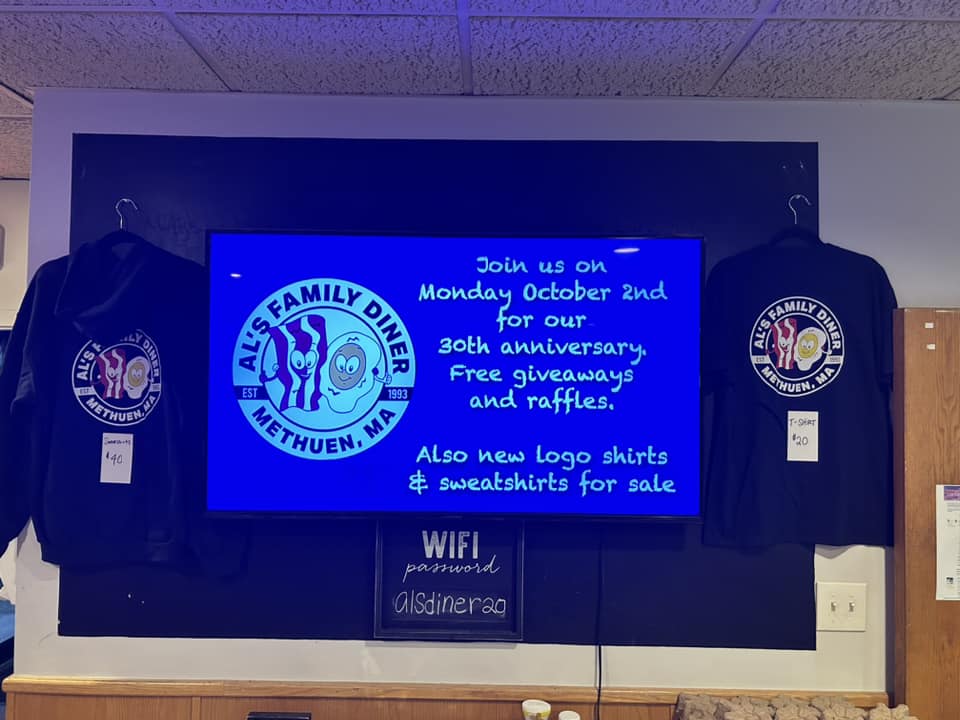 AL'S FAMILY DINER
EST 1993
METHUEN, MA
Join us on
Monday October 2nd
for our
30th anniversary.
Free giveaways
and raffles.
Also new logo shirts
& sweatshirts for sale
AL'S FAMILY DINER
METHUEN, MA
$40
AL'S FAMILY DINER
EST 1993
METHUEN, MA
T-SHIRT
$20
WIFI
password
alsdiner20